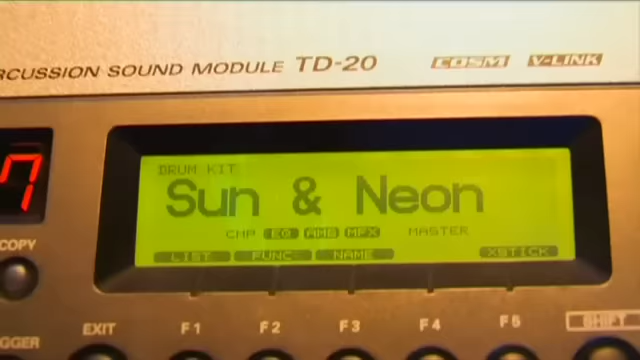 RCUSSION SOUND MODULE TD-20 COSM V-LINK
7
DRUM KIT
Sun & Neon
CMP EQ AMB MFX MASTER
LIST FUNC NAME XSTICK
COPY
EXIT F1 F2 F3 F4 F5 SHIFT
GGER